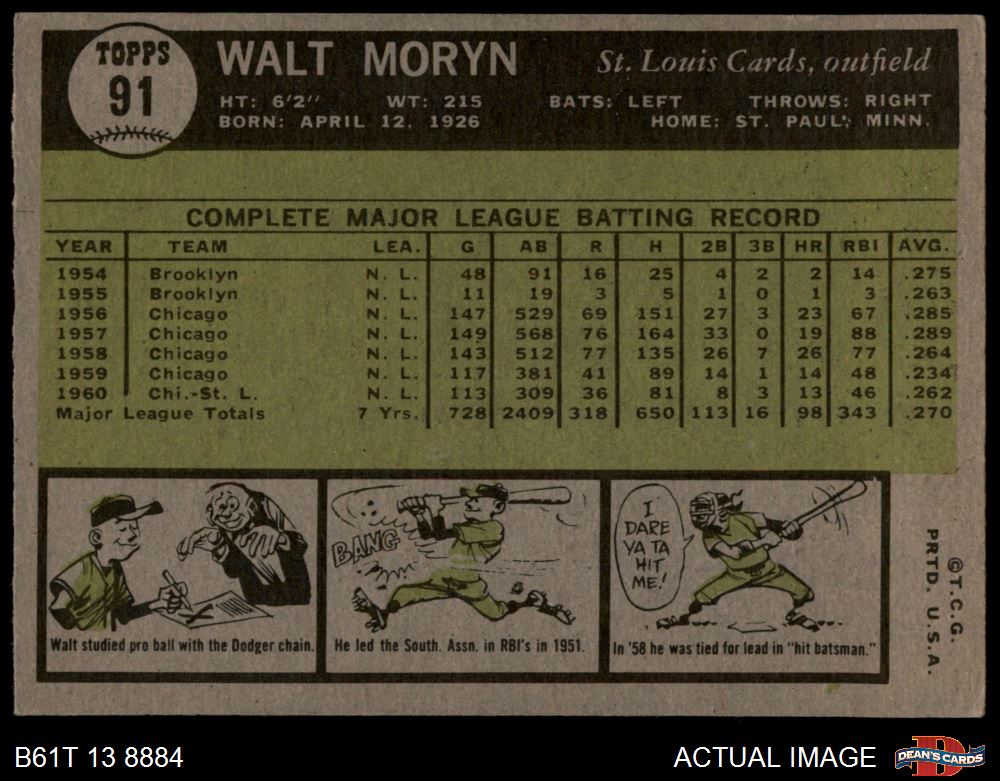 TOPPS
91
WALT MORYN
St. Louis Cards, outfield
HT: 6'2" WT: 215 BATS: LEFT THROWS: RIGHT
BORN: APRIL 12, 1926 HOME: ST. PAUL, MINN.
COMPLETE MAJOR LEAGUE BATTING RECORD
YEAR TEAM LEA. G AB R H 2B 3B HR RBI AVG.
1954 Brooklyn N. L. 48 91 16 25 4 2 2 14 .275
1955 Brooklyn N. L. 11 19 3 5 1 0 1 3 .263
1956 Chicago N. L. 147 529 69 151 27 3 23 67 .285
1957 Chicago N. L. 149 568 76 164 33 0 19 88 .289
1958 Chicago N. L. 143 512 77 135 26 7 26 77 .264
1959 Chicago N. L. 117 381 41 89 14 1 14 48 .234
1960 Chi.-St. L. N. L. 113 309 36 81 8 3 13 46 .262
Major League Totals 7 Yrs. 728 2409 318 650 113 16 98 343 .270
X
Walt studied pro ball with the Dodger chain.
BANG
He led the South. Assn. in RBI's in 1951.
I
DARE
YA TA
HIT
ME!
In '58 he was tied for lead in "hit batsman."
©T.C.G.
PRTD. U.S.A.
B61T 13 8884
ACTUAL IMAGE
D
DEAN'S CARDS